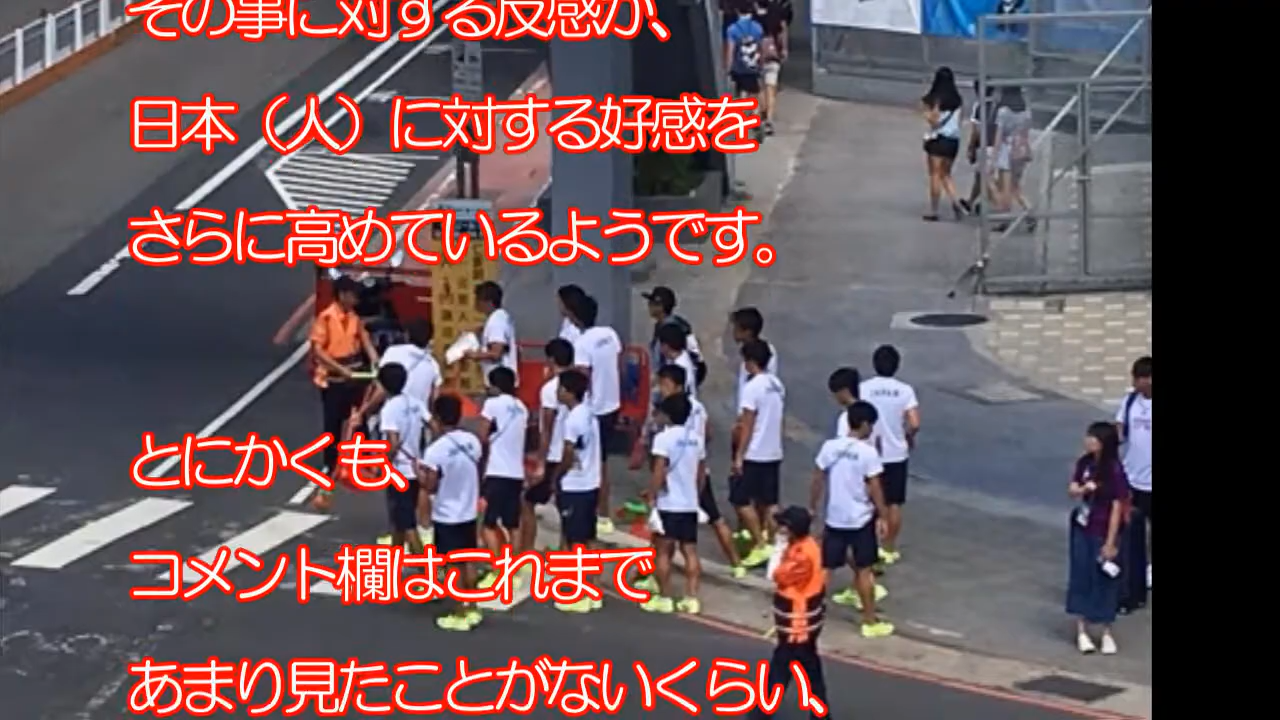 その事に対する反感が、
日本（人）に対する好感を
さらに高めているようです。
とにかくも、
コメント欄はこれまで
あまり見たことがないくらい、